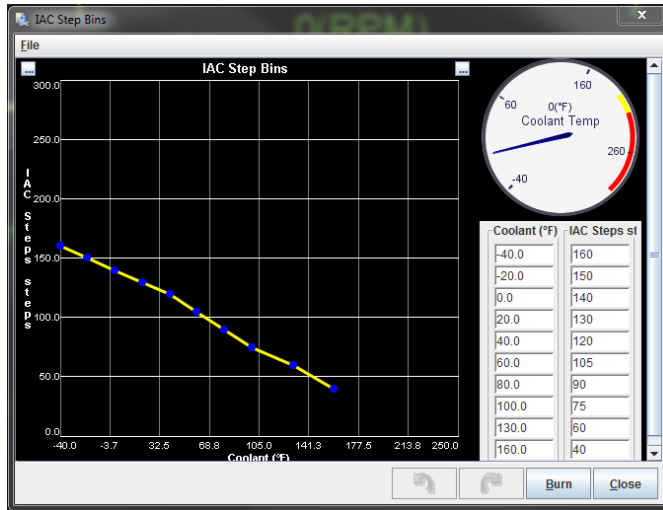 IAC Step Bins
0(RPM)
x
File
...
IAC Step Bins
...
300.0
250.0
200.0
150.0
100.0
50.0
0.0
IAC Steps steps
-40.0 -3.7 32.5 68.8 105.0 141.3 177.5 213.8 250.0
Coolant (°F)
160
60
0(°F)
Coolant Temp
260
-40
Coolant (°F) IAC Steps st
-40.0 160
-20.0 150
0.0 140
20.0 130
40.0 120
60.0 105
80.0 90
100.0 75
130.0 60
160.0 40
Burn Close